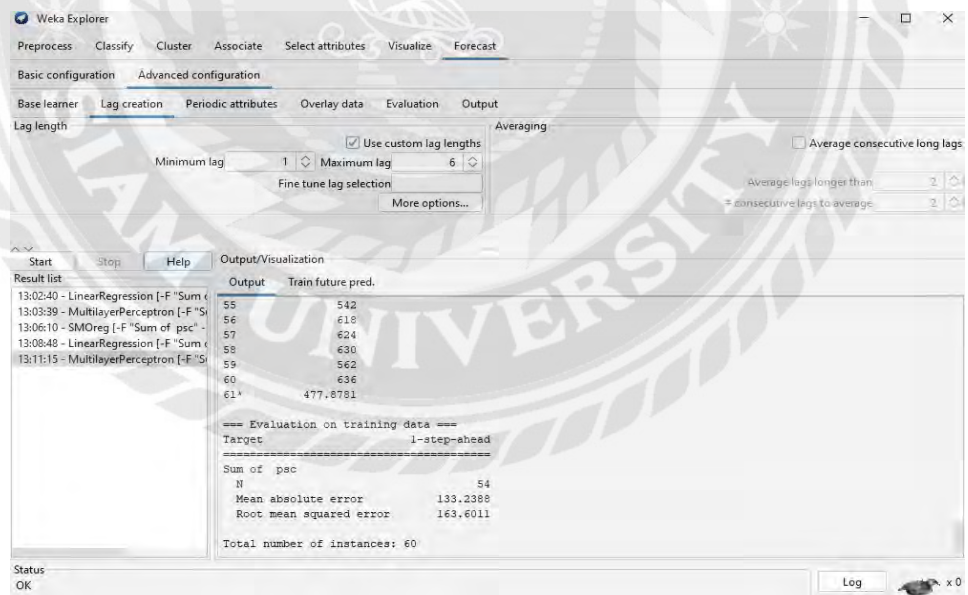 Weka Explorer
Preprocess Classify Cluster Associate Select attributes Visualize Forecast
Basic configuration Advanced configuration
Base learner Lag creation Periodic attributes Overlay data Evaluation Output
Lag length
Use custom lag lengths
Minimum lag 1 Maximum lag 6
Fine tune lag selection
More options...
Averaging
Average consecutive long lags
Average lags longer than 2
# consecutive lags to average 2
Start Stop Help
Result list
13:02:40 - LinearRegression [-F "Sum
13:03:39 - MultilayerPerceptron [-F "S
13:06:10 - SMOreg [-F "Sum of psc" -
13:08:48 - LinearRegression [-F "Sum
13:11:15 - MultilayerPerceptron [-F "S
Output/Visualization
Output Train future pred.
55 542
56 618
57 624
58 630
59 562
60 636
61* 477.8781
=== Evaluation on training data ===
Target 1-step-ahead
=========================================
Sum of psc
N 54
Mean absolute error 133.2388
Root mean squared error 163.6011
Total number of instances: 60
Status
OK
Log x 0
SIAM UNIVERSITY